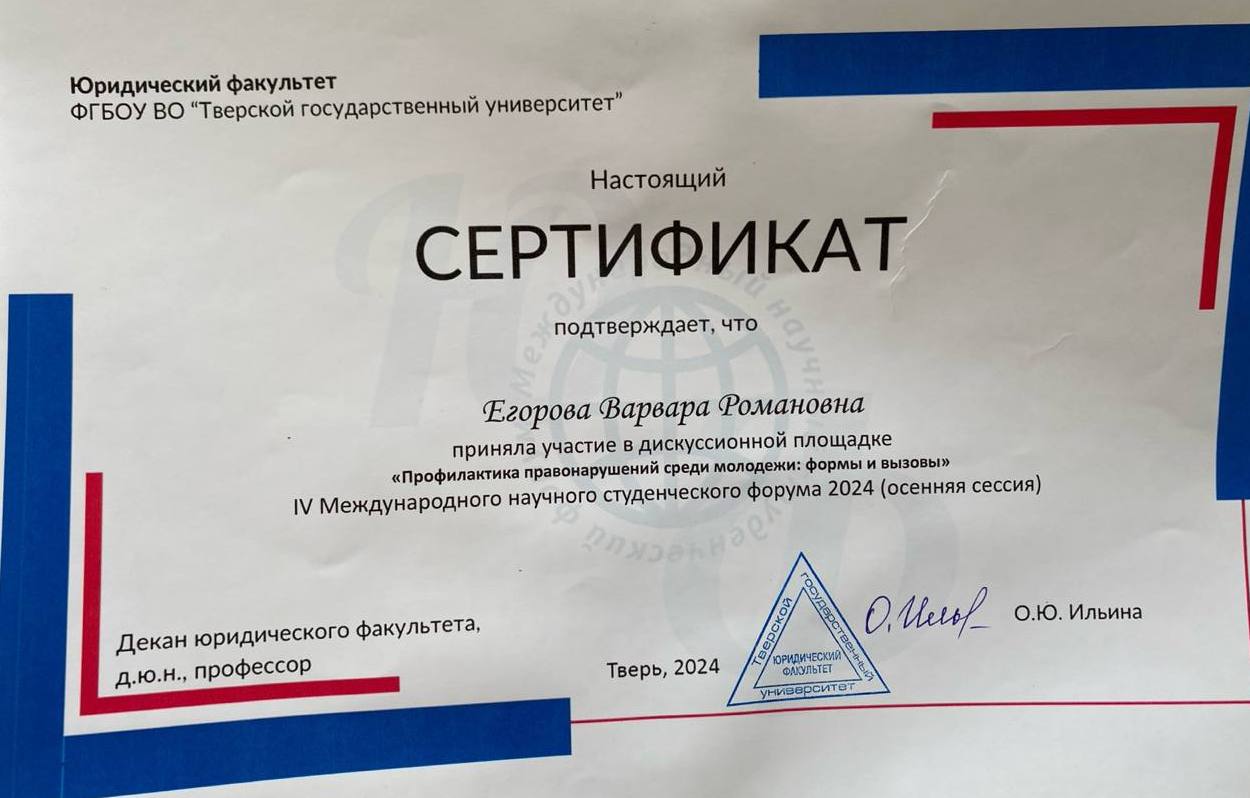 Юридический факультет
ФГБОУ ВО “Тверской государственный университет”
Настоящий
СЕРТИФИКАТ
подтверждает, что
Егорова Варвара Романовна
приняла участие в дискуссионной площадке
«Профилактика правонарушений среди молодежи: формы и вызовы»
IV Международного научного студенческого форума 2024 (осенняя сессия)
Декан юридического факультета,
д.ю.н., профессор
Тверь, 2024
Тверской
государственный
университет
ЮРИДИЧЕСКИЙ
ФАКУЛЬТЕТ
О.Ю. Ильина